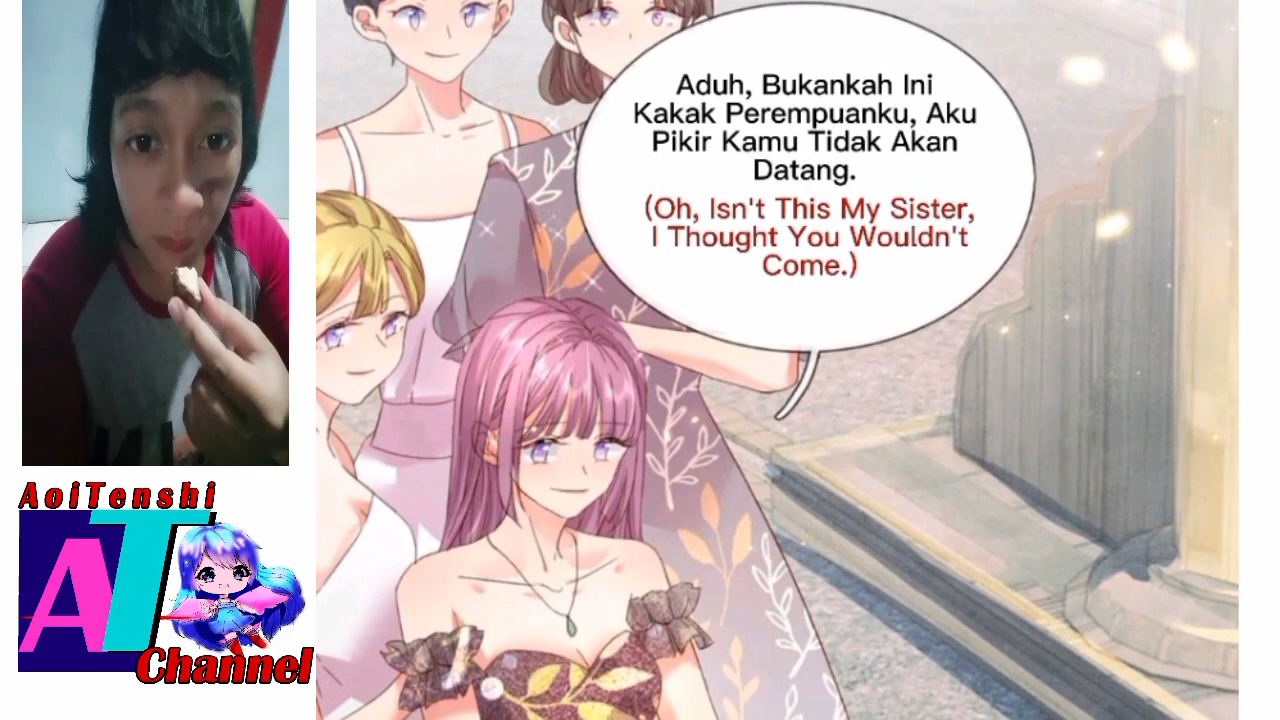 Aduh, Bukankah Ini
Kakak Perempuanku, Aku
Pikir Kamu Tidak Akan
Datang.
(Oh, Isn't This My Sister,
I Thought You Wouldn't
Come.)
AoiTenshi
AT
Channel